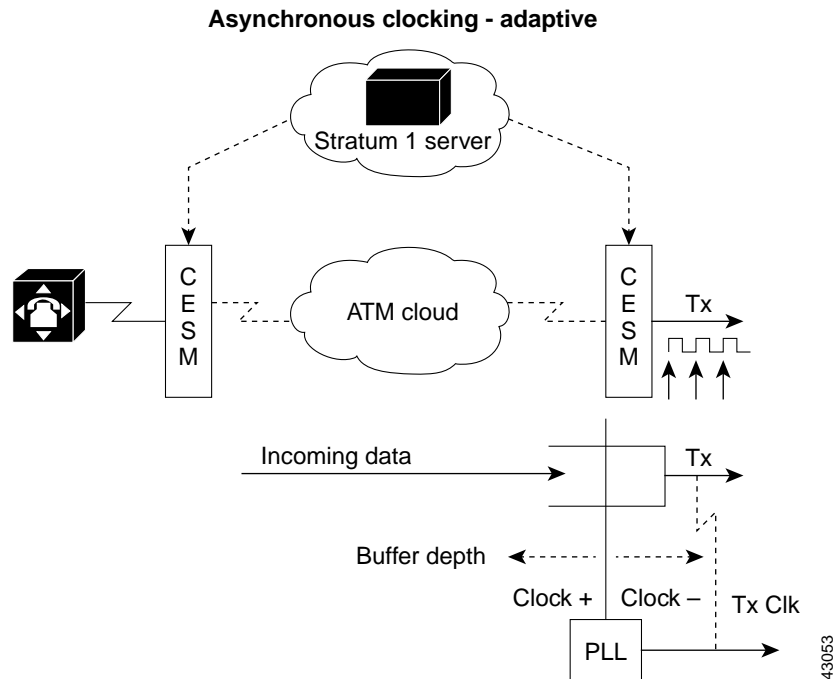 Asynchronous clocking - adaptive
Stratum 1 server
C
E
S
M
ATM cloud
C
E
S
M
Tx
Incoming data
Tx
Buffer depth
Clock +
Clock –
Tx Clk
PLL
43053